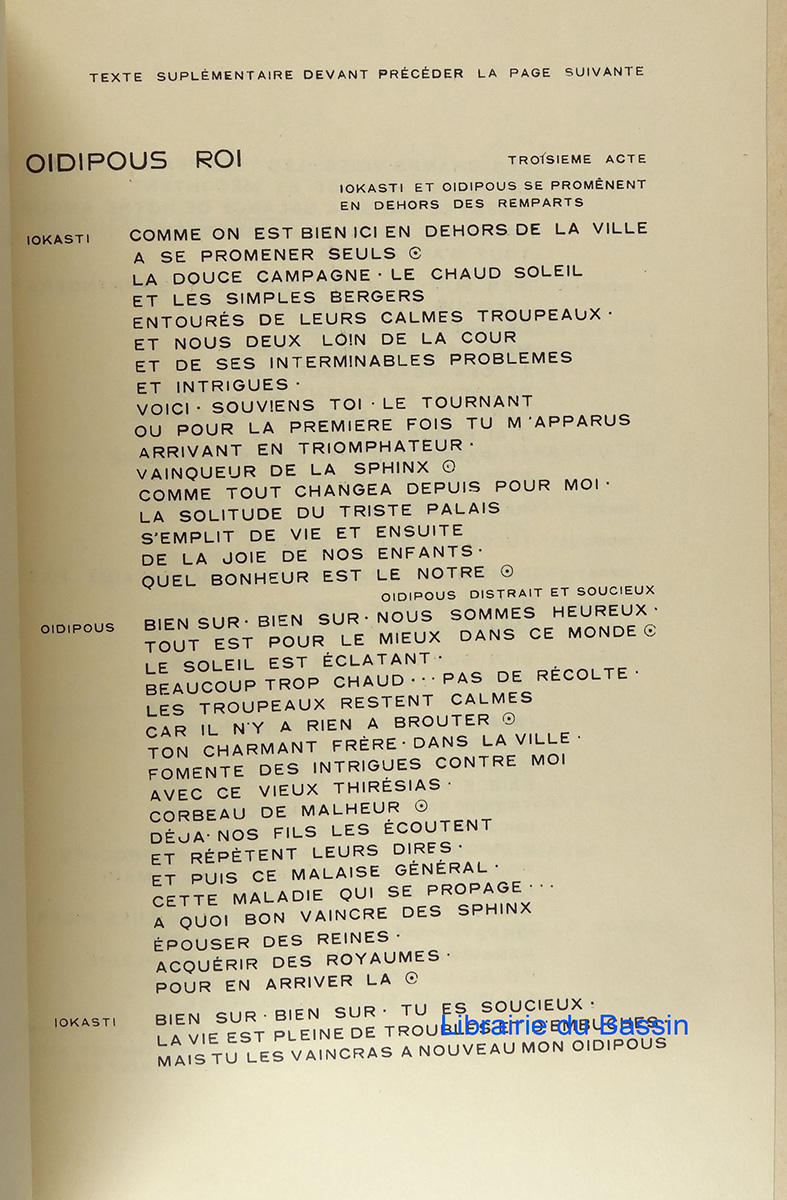 TEXTE SUPLÉMENTAIRE DEVANT PRÉCÉDER LA PAGE SUIVANTE
OIDIPOUS ROI
TROISIEME ACTE
IOKASTI ET OIDIPOUS SE PROMÊNENT
EN DEHORS DES REMPARTS
IOKASTI COMME ON EST BIEN ICI EN DEHORS DE LA VILLE
A SE PROMENER SEULS ⊙
LA DOUCE CAMPAGNE · LE CHAUD SOLEIL
ET LES SIMPLES BERGERS
ENTOURÉS DE LEURS CALMES TROUPEAUX ·
ET NOUS DEUX LOIN DE LA COUR
ET DE SES INTERMINABLES PROBLEMES
ET INTRIGUES ·
VOICI · SOUVIENS TOI · LE TOURNANT
OU POUR LA PREMIERE FOIS TU M'APPARUS
ARRIVANT EN TRIOMPHATEUR ·
VAINQUEUR DE LA SPHINX ⊙
COMME TOUT CHANGEA DEPUIS POUR MOI ·
LA SOLITUDE DU TRISTE PALAIS
S'EMPLIT DE VIE ET ENSUITE
DE LA JOIE DE NOS ENFANTS ·
QUEL BONHEUR EST LE NOTRE ⊙
OIDIPOUS DISTRAIT ET SOUCIEUX
OIDIPOUS BIEN SUR · BIEN SUR · NOUS SOMMES HEUREUX ·
TOUT EST POUR LE MIEUX DANS CE MONDE ⊙
LE SOLEIL EST ÉCLATANT ·
BEAUCOUP TROP CHAUD · · · PAS DE RÉCOLTE ·
LES TROUPEAUX RESTENT CALMES
CAR IL N'Y A RIEN A BROUTER ⊙
TON CHARMANT FRÈRE · DANS LA VILLE ·
FOMENTE DES INTRIGUES CONTRE MOI
AVEC CE VIEUX THIRÉSIAS ·
CORBEAU DE MALHEUR ⊙
DÉJA · NOS FILS LES ÉCOUTENT
ET RÉPÈTENT LEURS DIRES ·
ET PUIS CE MALAISE GÉNÉRAL ·
CETTE MALADIE QUI SE PROPAGE · · ·
A QUOI BON VAINCRE DES SPHINX
ÉPOUSER DES REINES ·
ACQUÉRIR DES ROYAUMES ·
POUR EN ARRIVER LA ⊙
IOKASTI BIEN SUR · BIEN SUR · TU ES SOUCIEUX ·
LA VIE EST PLEINE DE TROUBLES ET D'EMBUCHES
MAIS TU LES VAINCRAS A NOUVEAU MON OIDIPOUS
Librairie du Bassin